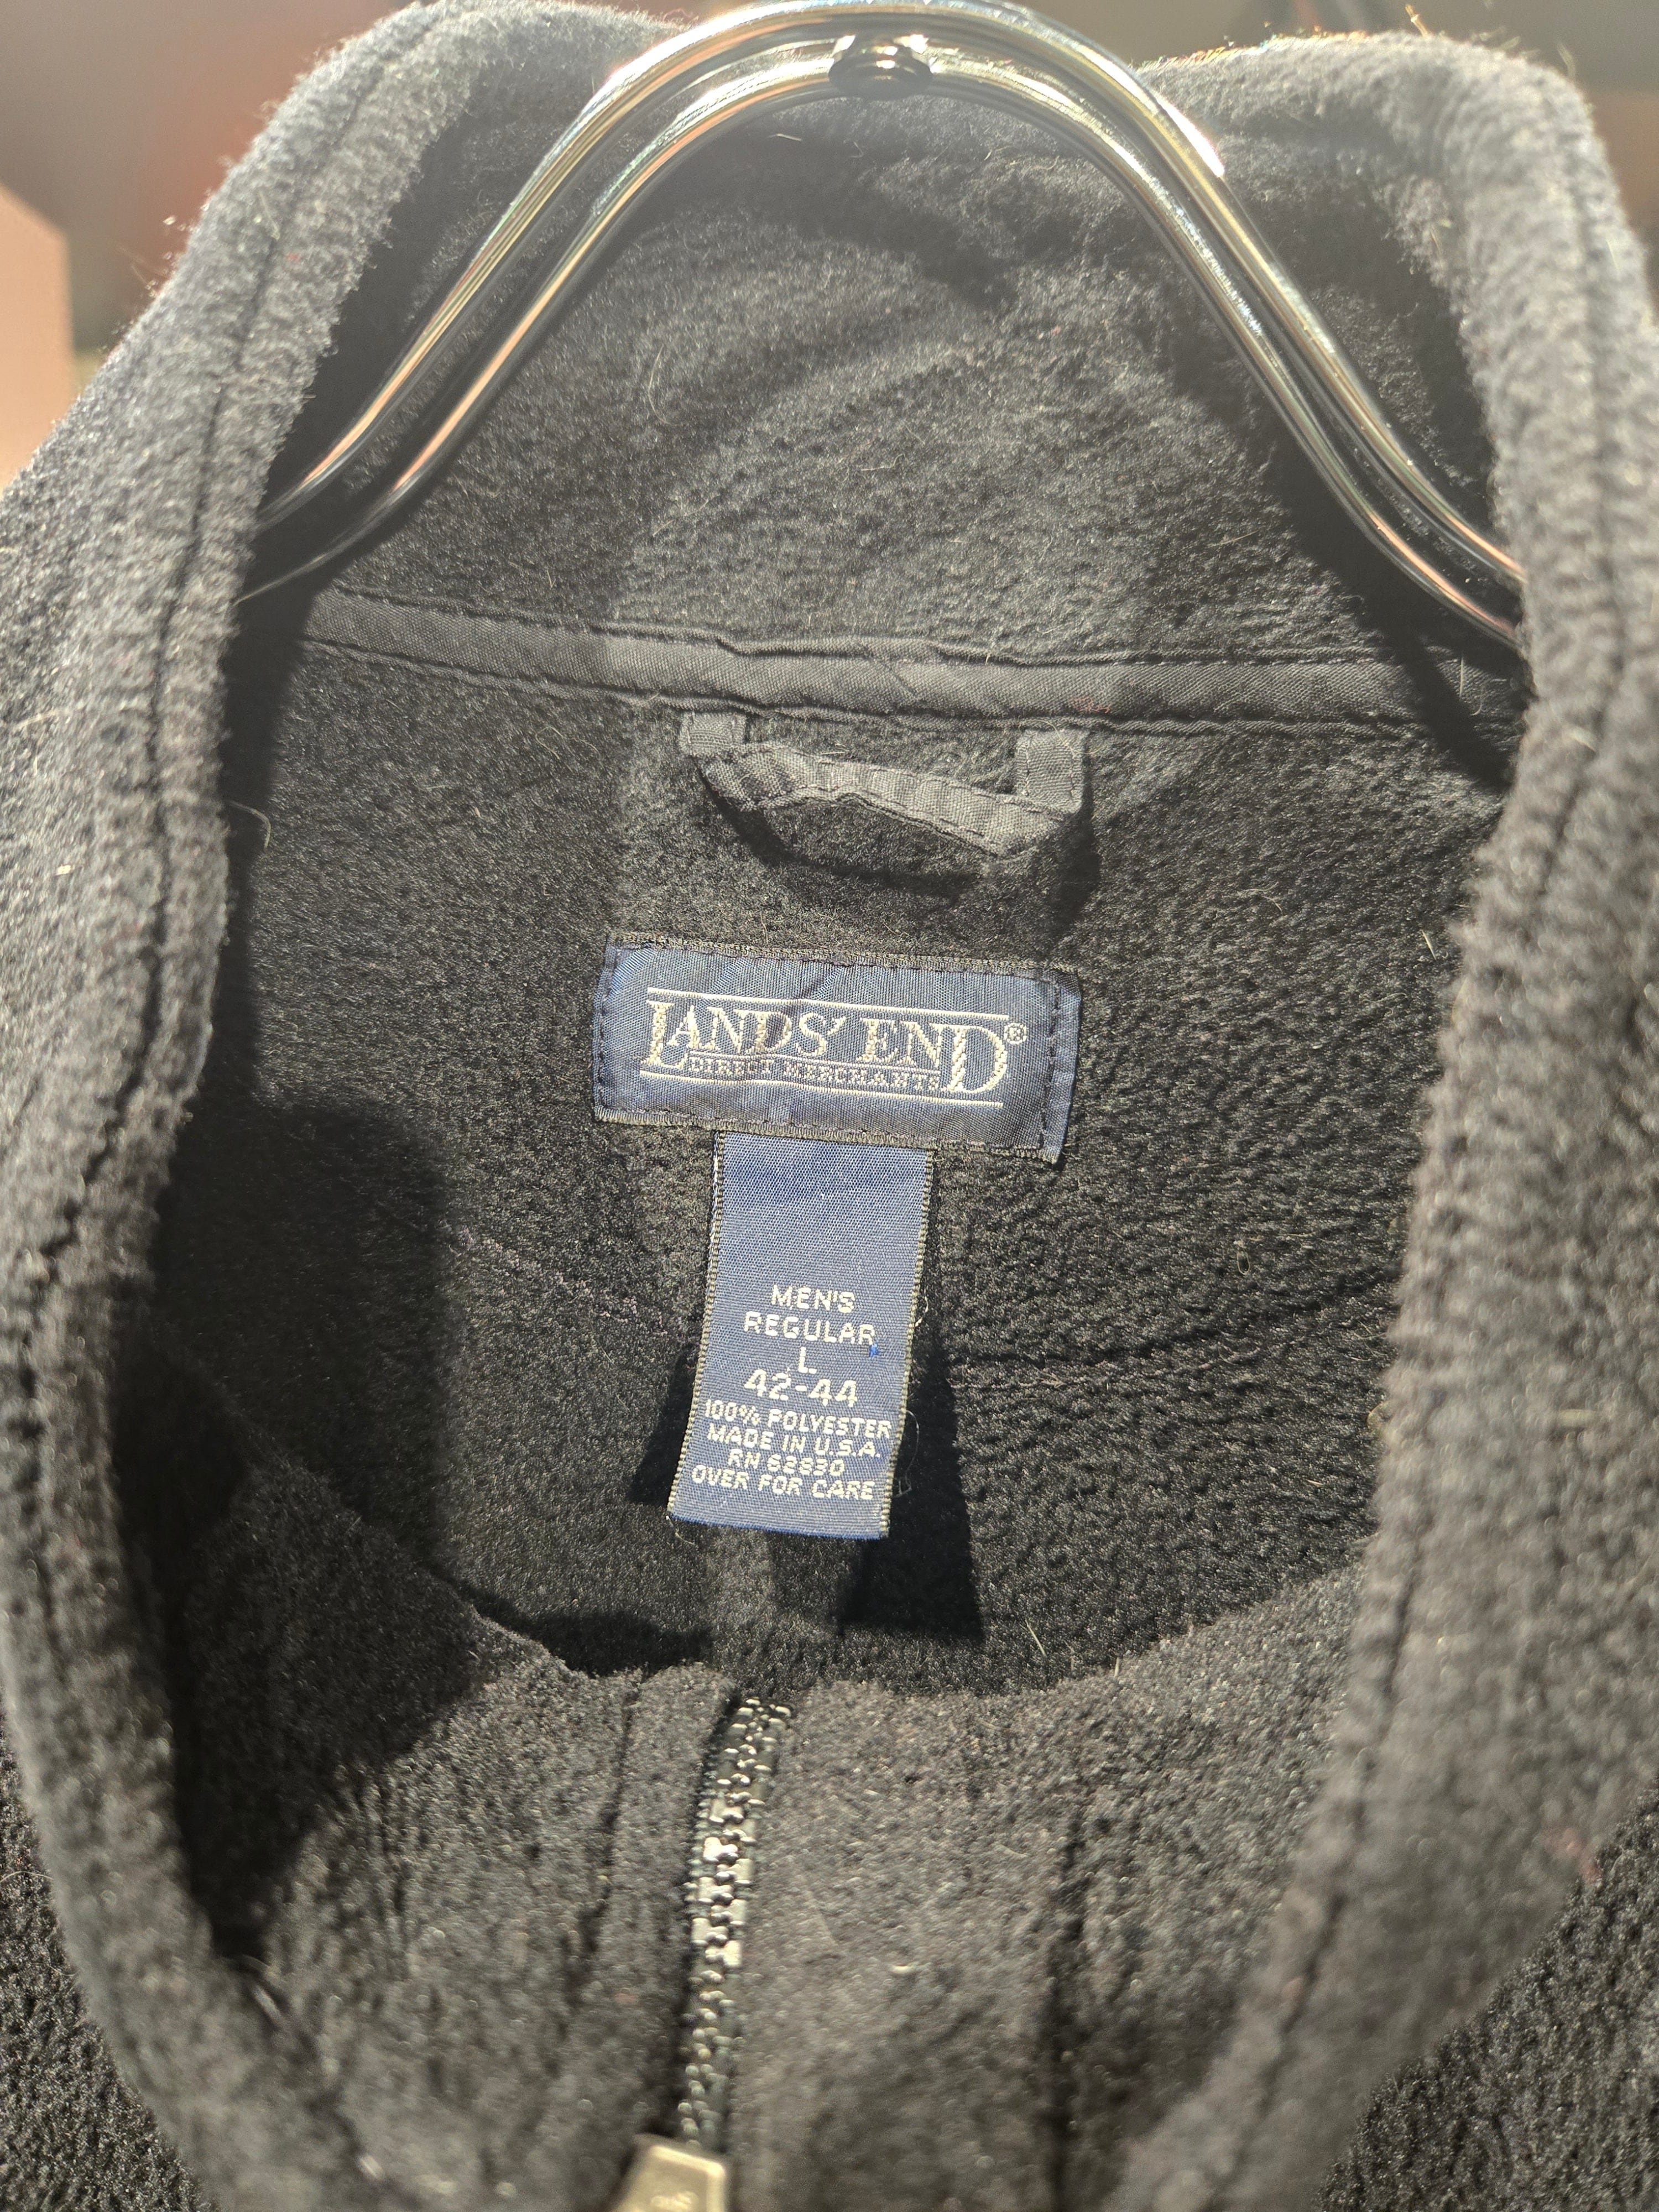 LANDS' END®
DIRECT MERCHANTS
MEN'S
REGULAR
L
42-44
100% POLYESTER
MADE IN U.S.A.
RN 62830
OVER FOR CARE